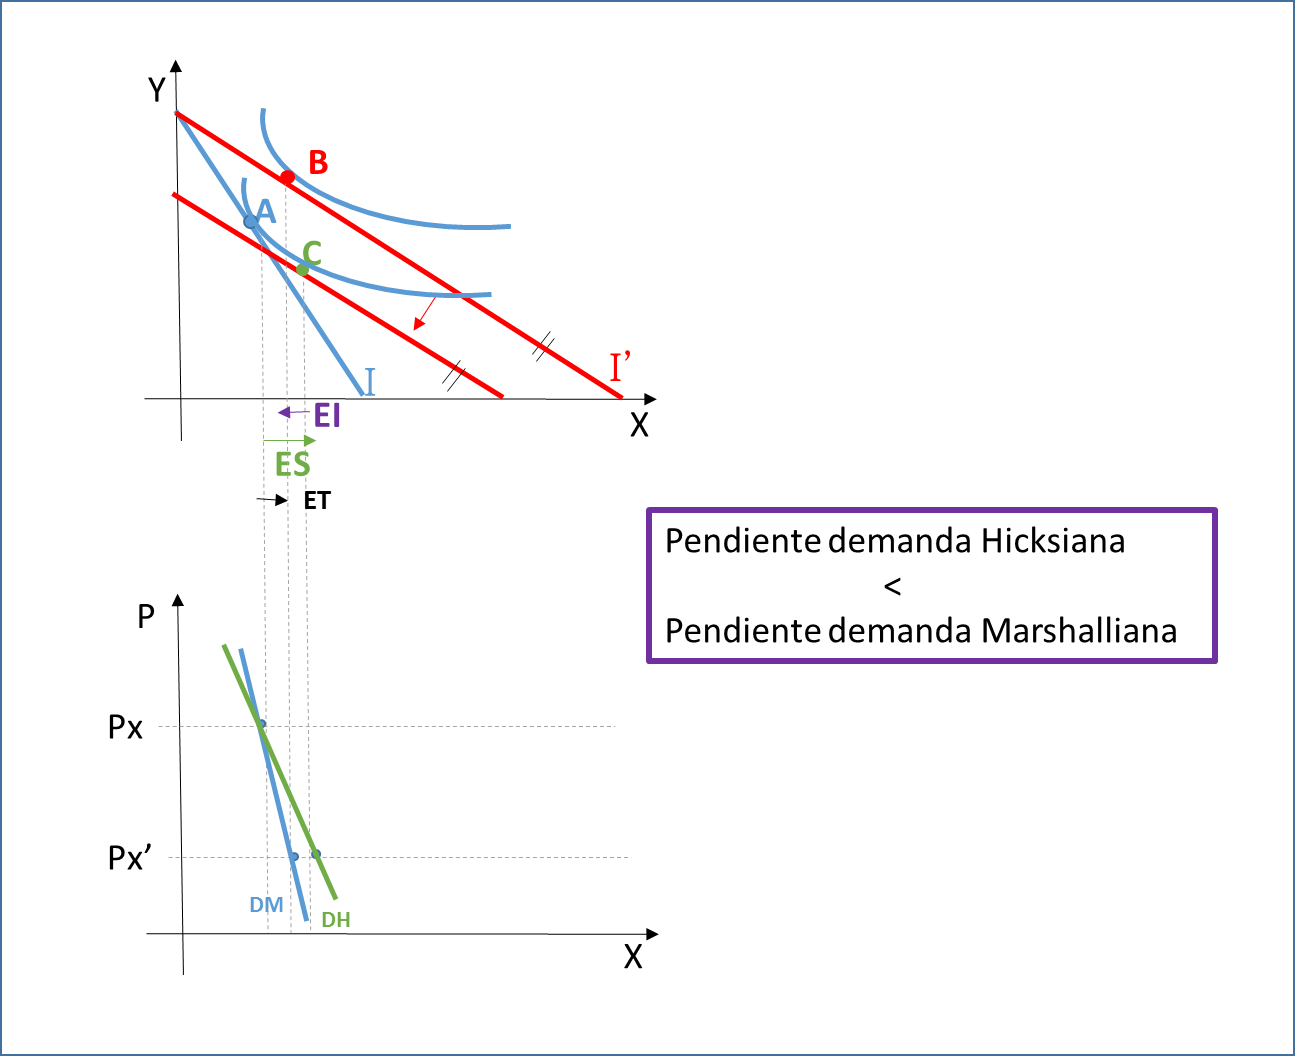 Y
B
A
C
I
I’
EI
X
ES
ET
Pendiente demanda Hicksiana
<
Pendiente demanda Marshalliana
P
Px
Px’
DM
DH
X